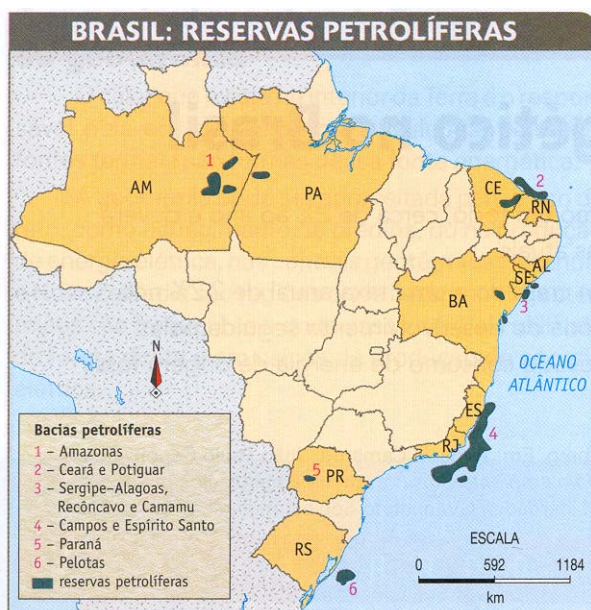 BRASIL: RESERVAS PETROLÍFERAS
1
AM
PA
CE
2
RN
AL
SE
3
BA
OCEANO
ATLÂNTICO
N
ES
4
RJ
5
PR
RS
6
Bacias petrolíferas
1 – Amazonas
2 – Ceará e Potiguar
3 – Sergipe-Alagoas,
Recôncavo e Camamu
4 – Campos e Espírito Santo
5 – Paraná
6 – Pelotas
reservas petrolíferas
ESCALA
0 592 1184
km